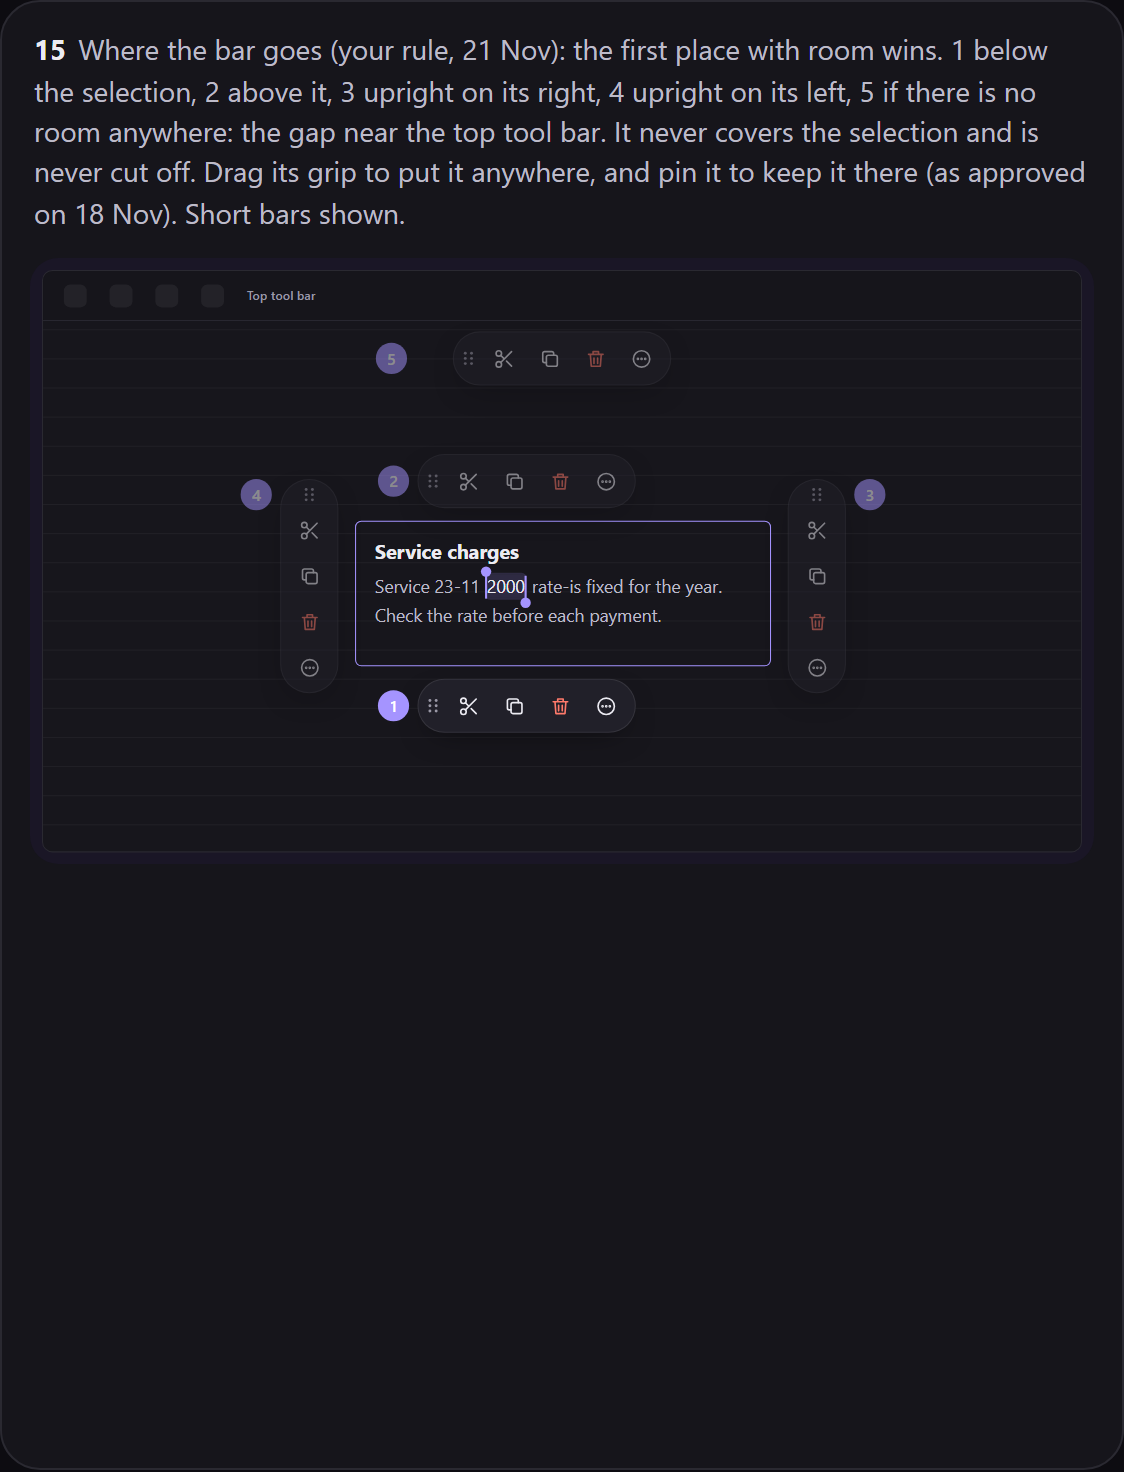 15 Where the bar goes (your rule, 21 Nov): the first place with room wins. 1 below
the selection, 2 above it, 3 upright on its right, 4 upright on its left, 5 if there is no
room anywhere: the gap near the top tool bar. It never covers the selection and is
never cut off. Drag its grip to put it anywhere, and pin it to keep it there (as approved
on 18 Nov). Short bars shown.
Top tool bar
5
2
4
3
Service charges
Service 23-11 2000 rate-is fixed for the year.
Check the rate before each payment.
1